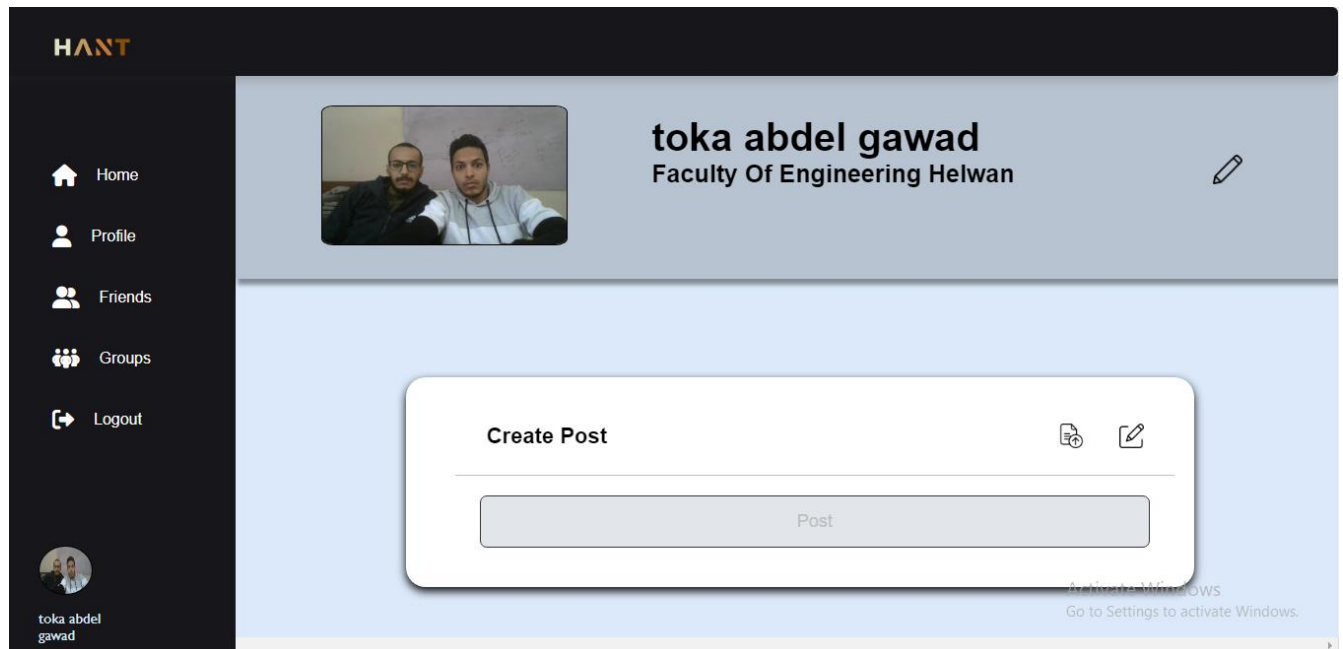 HANT
Home
Profile
Friends
Groups
Logout
toka abdel
gawad
toka abdel gawad
Faculty Of Engineering Helwan
Create Post
Post
Activate Windows
Go to Settings to activate Windows.